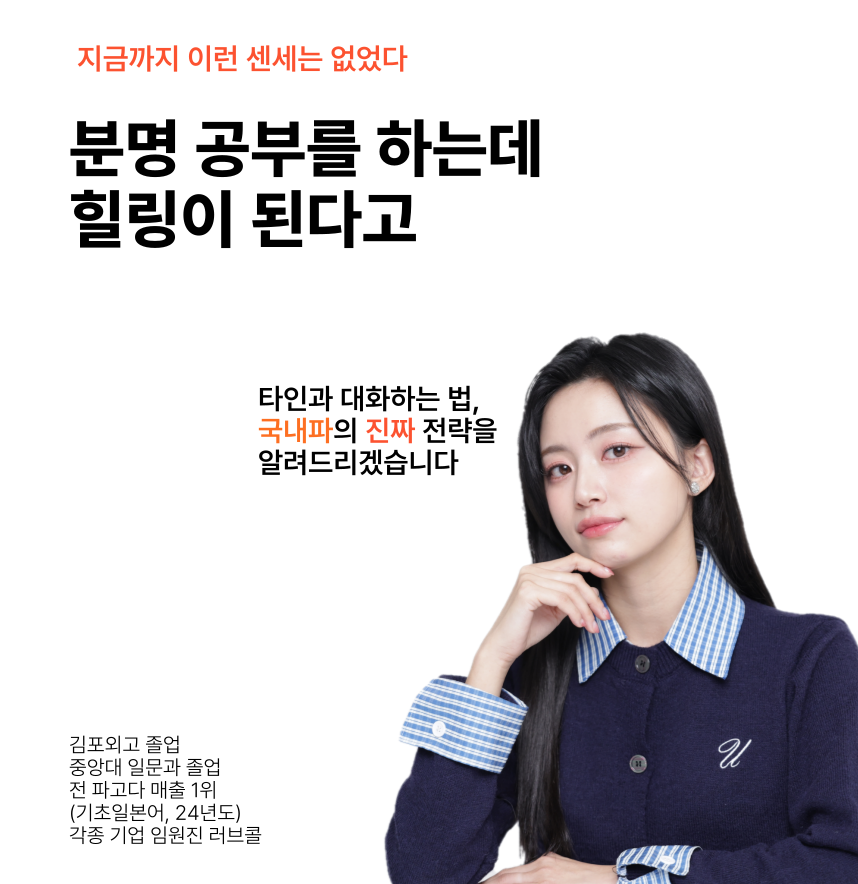 지금까지 이런 센세는 없었다
분명 공부를 하는데
힐링이 된다고
타인과 대화하는 법,
국내파의 진짜 전략을
알려드리겠습니다
U
김포외고 졸업
중앙대 일문과 졸업
전 파고다 매출 1위
(기초일본어, 24년도)
각종 기업 임원진 러브콜